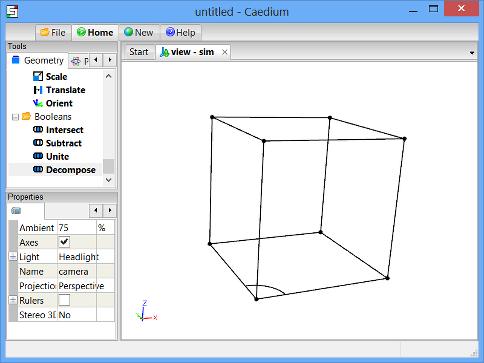 untitled - Caedium
File Home New Help
Tools
Geometry
Scale
Translate
Orient
Booleans
Intersect
Subtract
Unite
Decompose
Start view - sim
Properties
Ambient 75 %
Axes
Light Headlight
Name camera
Projection Perspective
Rulers
Stereo 3D No
Z
X